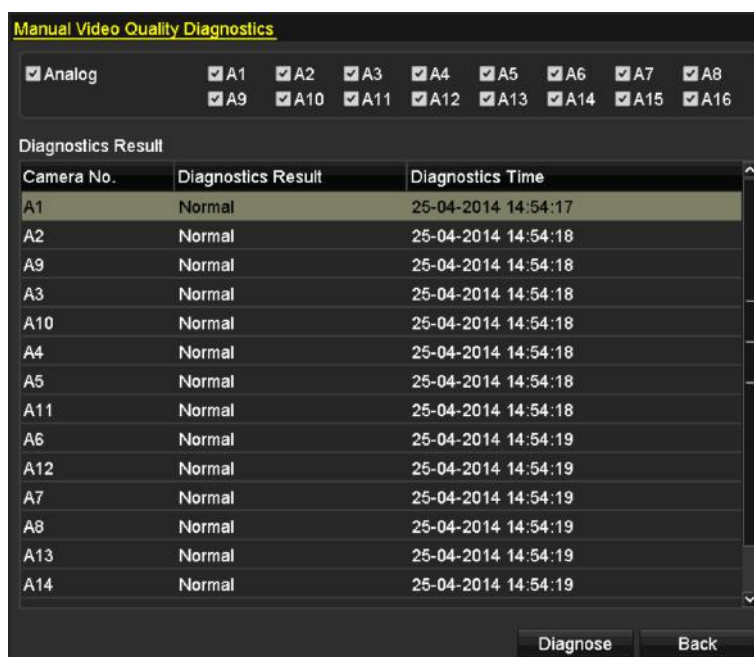 Manual Video Quality Diagnostics
Analog A1 A2 A3 A4 A5 A6 A7 A8
A9 A10 A11 A12 A13 A14 A15 A16
Diagnostics Result
Camera No. Diagnostics Result Diagnostics Time
A1 Normal 25-04-2014 14:54:17
A2 Normal 25-04-2014 14:54:18
A9 Normal 25-04-2014 14:54:18
A3 Normal 25-04-2014 14:54:18
A10 Normal 25-04-2014 14:54:18
A4 Normal 25-04-2014 14:54:18
A5 Normal 25-04-2014 14:54:18
A11 Normal 25-04-2014 14:54:18
A6 Normal 25-04-2014 14:54:19
A12 Normal 25-04-2014 14:54:19
A7 Normal 25-04-2014 14:54:19
A8 Normal 25-04-2014 14:54:19
A13 Normal 25-04-2014 14:54:19
A14 Normal 25-04-2014 14:54:19
Diagnose Back